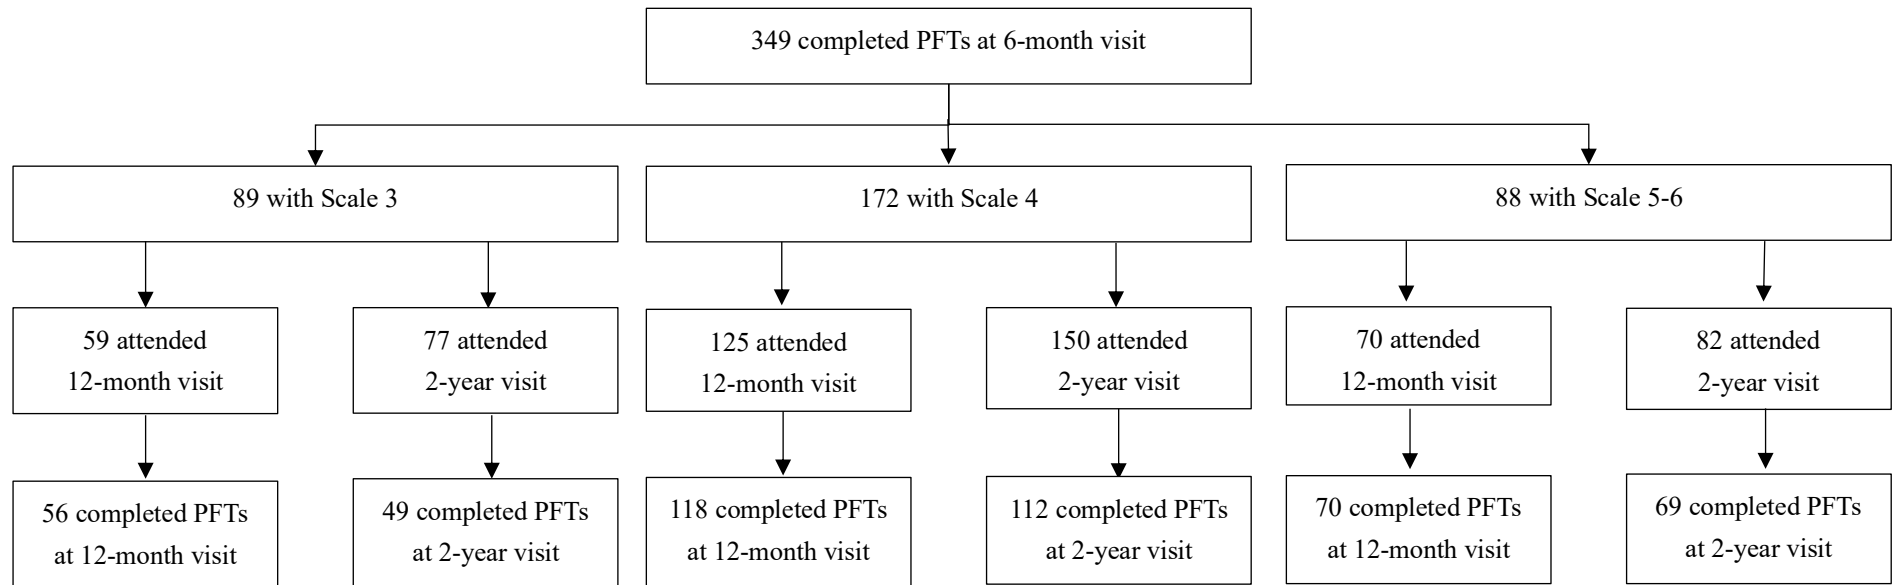 349 completed PFTs at 6-month visit
89 with Scale 3
172 with Scale 4
88 with Scale 5-6
59 attended
12-month visit
77 attended
2-year visit
125 attended
12-month visit
150 attended
2-year visit
70 attended
12-month visit
82 attended
2-year visit
56 completed PFTs
at 12-month visit
49 completed PFTs
at 2-year visit
118 completed PFTs
at 12-month visit
112 completed PFTs
at 2-year visit
70 completed PFTs
at 12-month visit
69 completed PFTs
at 2-year visit